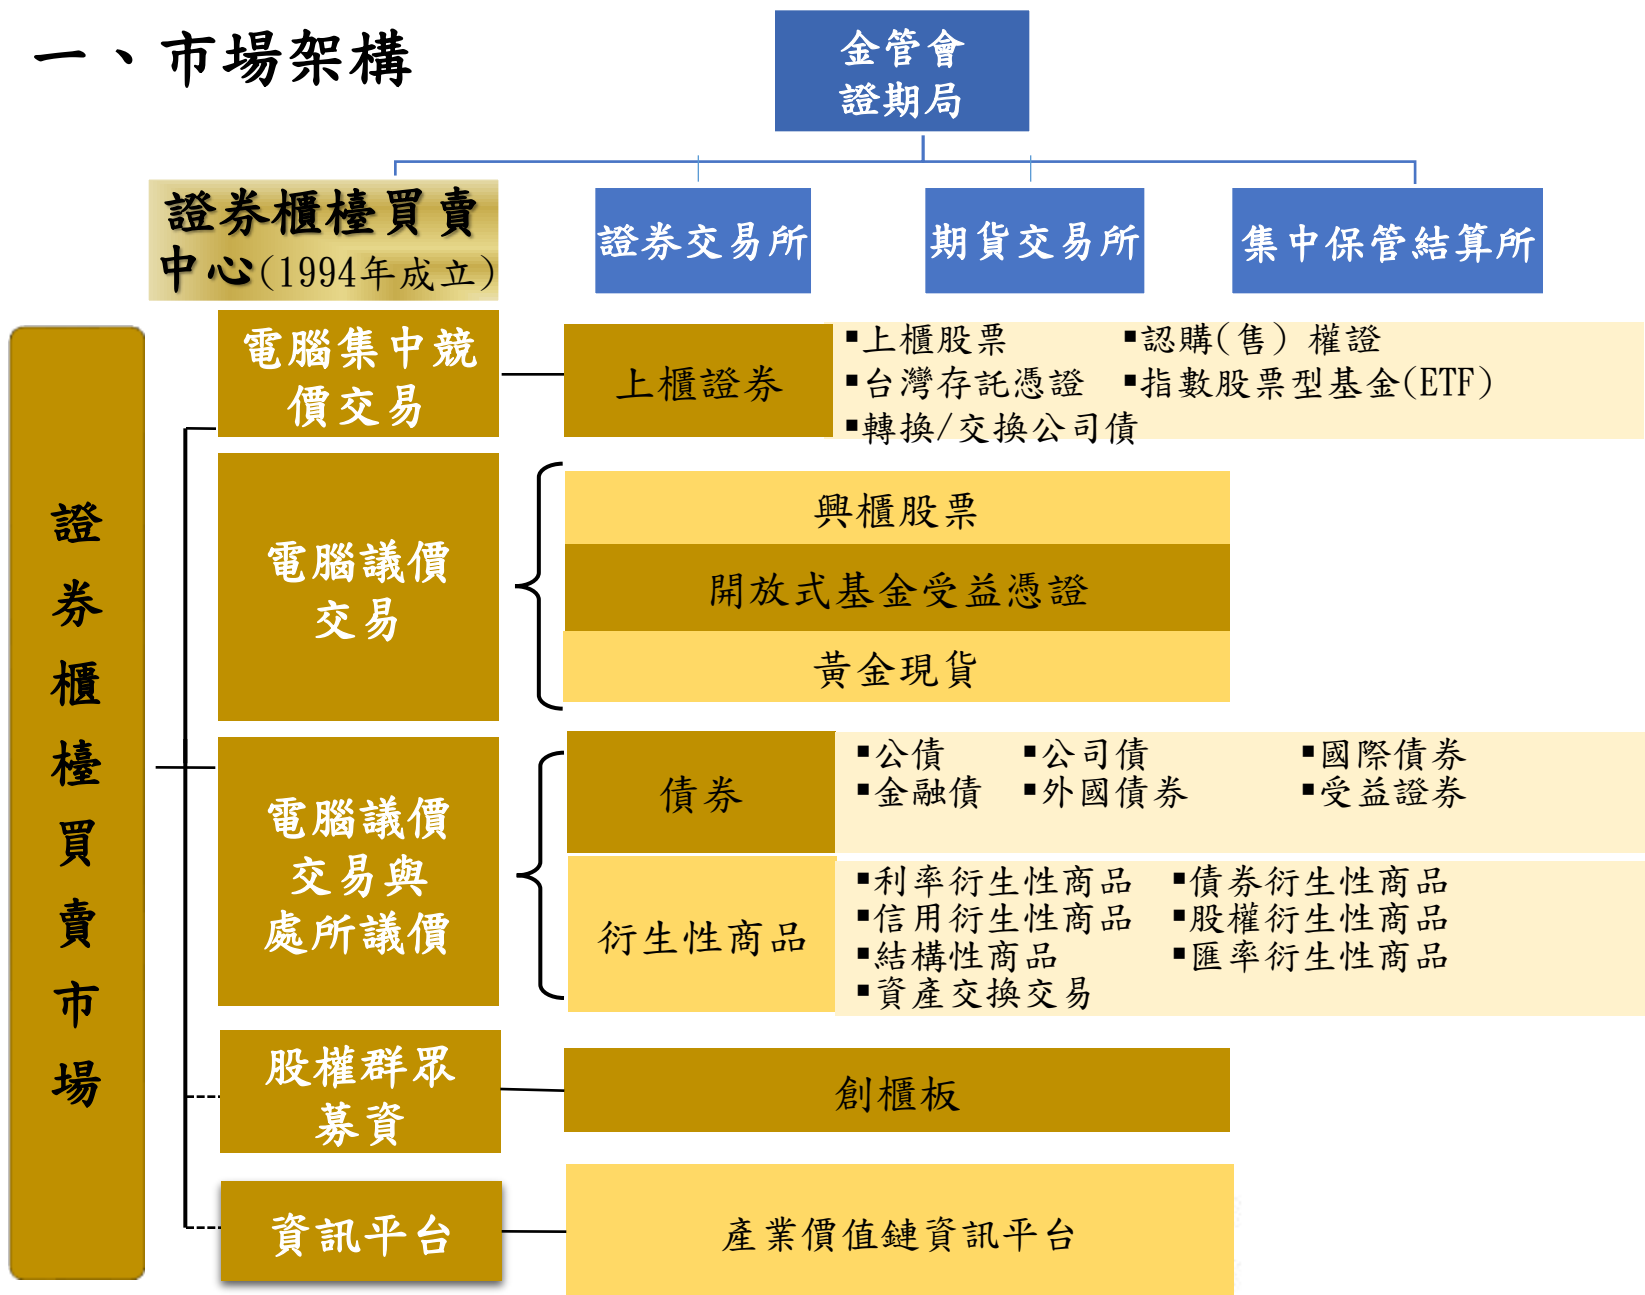 一、市場架構
金管會
證期局
證券櫃檯買賣
中心(1994年成立)
證券交易所
期貨交易所
集中保管結算所
證券櫃檯買賣市場
電腦集中競
價交易
上櫃證券
▪上櫃股票 ▪認購(售) 權證
▪台灣存託憑證 ▪指數股票型基金(ETF)
▪轉換/交換公司債
電腦議價
交易
興櫃股票
開放式基金受益憑證
黃金現貨
電腦議價
交易與
處所議價
債券
▪公債 ▪公司債 ▪國際債券
▪金融債 ▪外國債券 ▪受益證券
衍生性商品
▪利率衍生性商品 ▪債券衍生性商品
▪信用衍生性商品 ▪股權衍生性商品
▪結構性商品 ▪匯率衍生性商品
▪資產交換交易
股權群眾
募資
創櫃板
資訊平台
產業價值鏈資訊平台